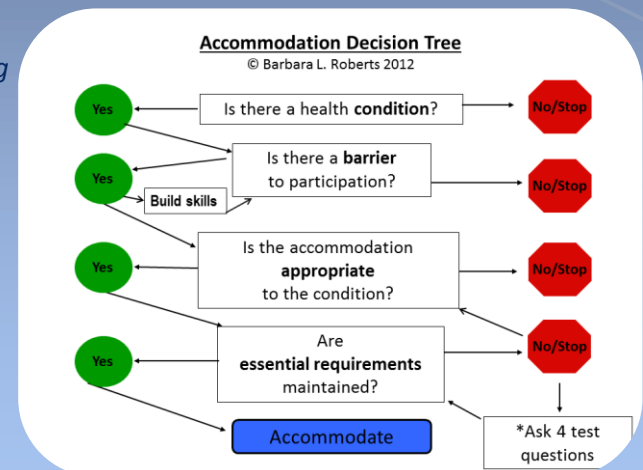 Accommodation Decision Tree
© Barbara L. Roberts 2012
Yes
Is there a health condition?
No/Stop
Yes
Is there a barrier
to participation?
No/Stop
Build skills
Yes
Is the accommodation
appropriate
to the condition?
No/Stop
Yes
Are
essential requirements
maintained?
No/Stop
Accommodate
*Ask 4 test
questions